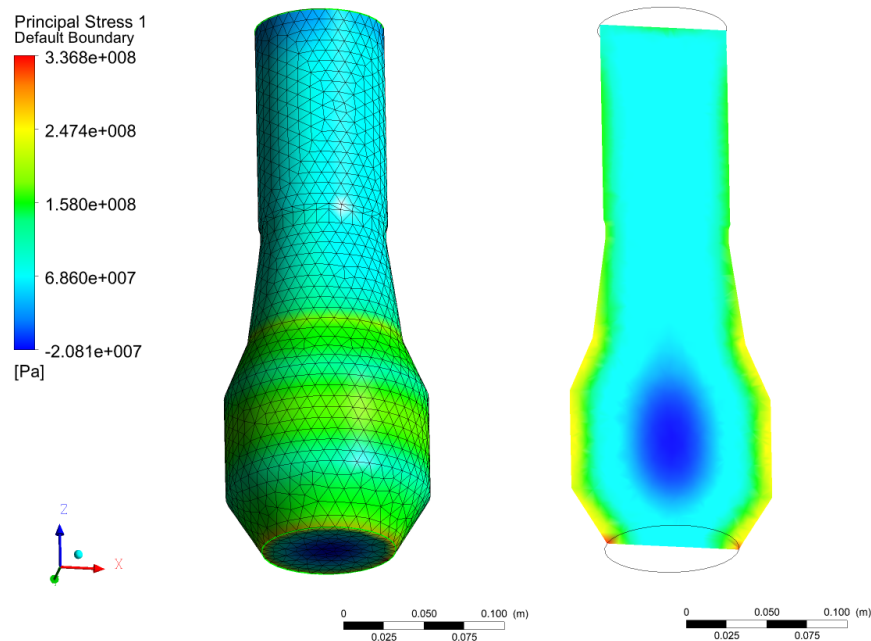 Principal Stress 1
Default Boundary
3.368e+008
2.474e+008
1.580e+008
6.860e+007
-2.081e+007
[Pa]
Z
X
0 0.050 0.100 (m)
0.025 0.075
0 0.050 0.100 (m)
0.025 0.075